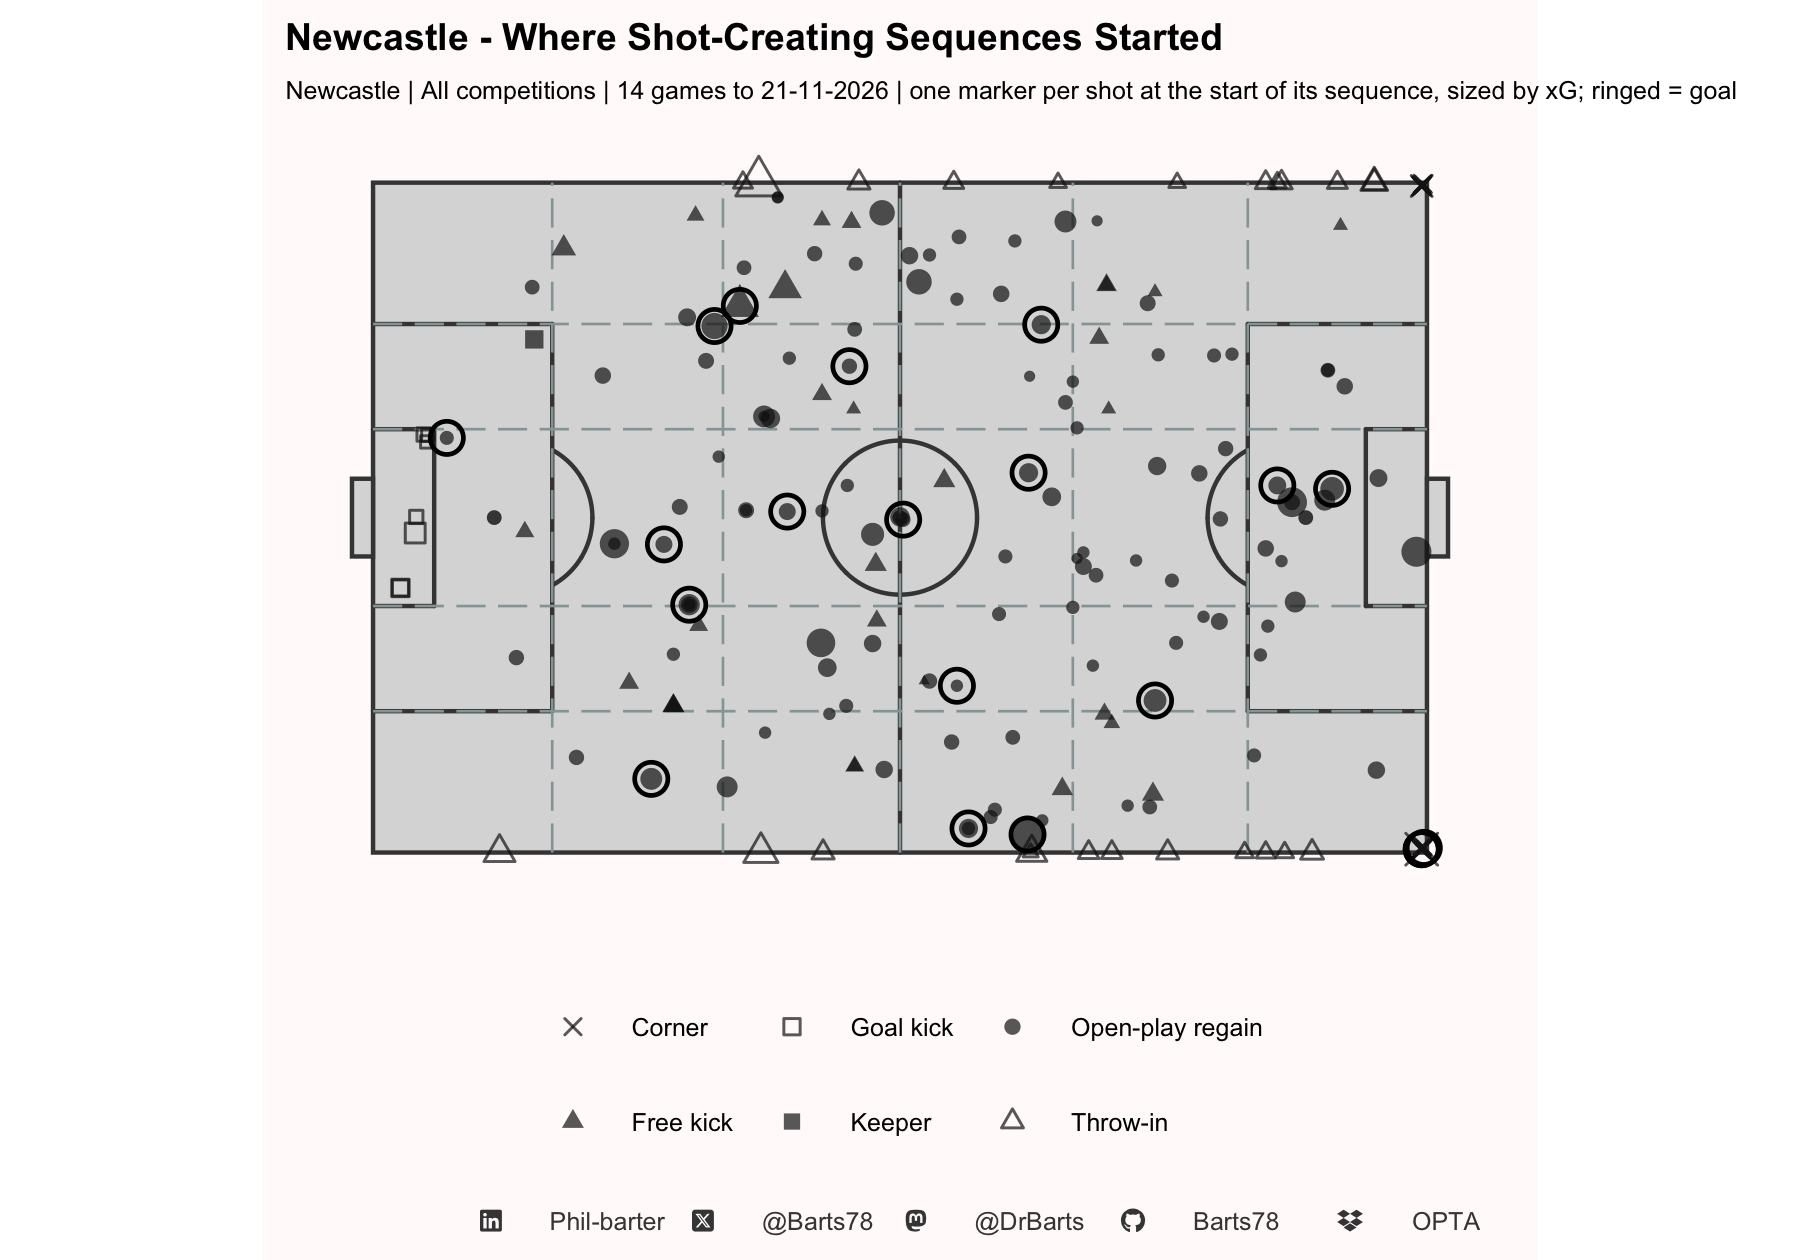 Newcastle - Where Shot-Creating Sequences Started
Newcastle | All competitions | 14 games to 21-11-2026 | one marker per shot at the start of its sequence, sized by xG; ringed = goal
Corner
Goal kick
Open-play regain
Free kick
Keeper
Throw-in
Phil-barter
@Barts78
@DrBarts
Barts78
OPTA